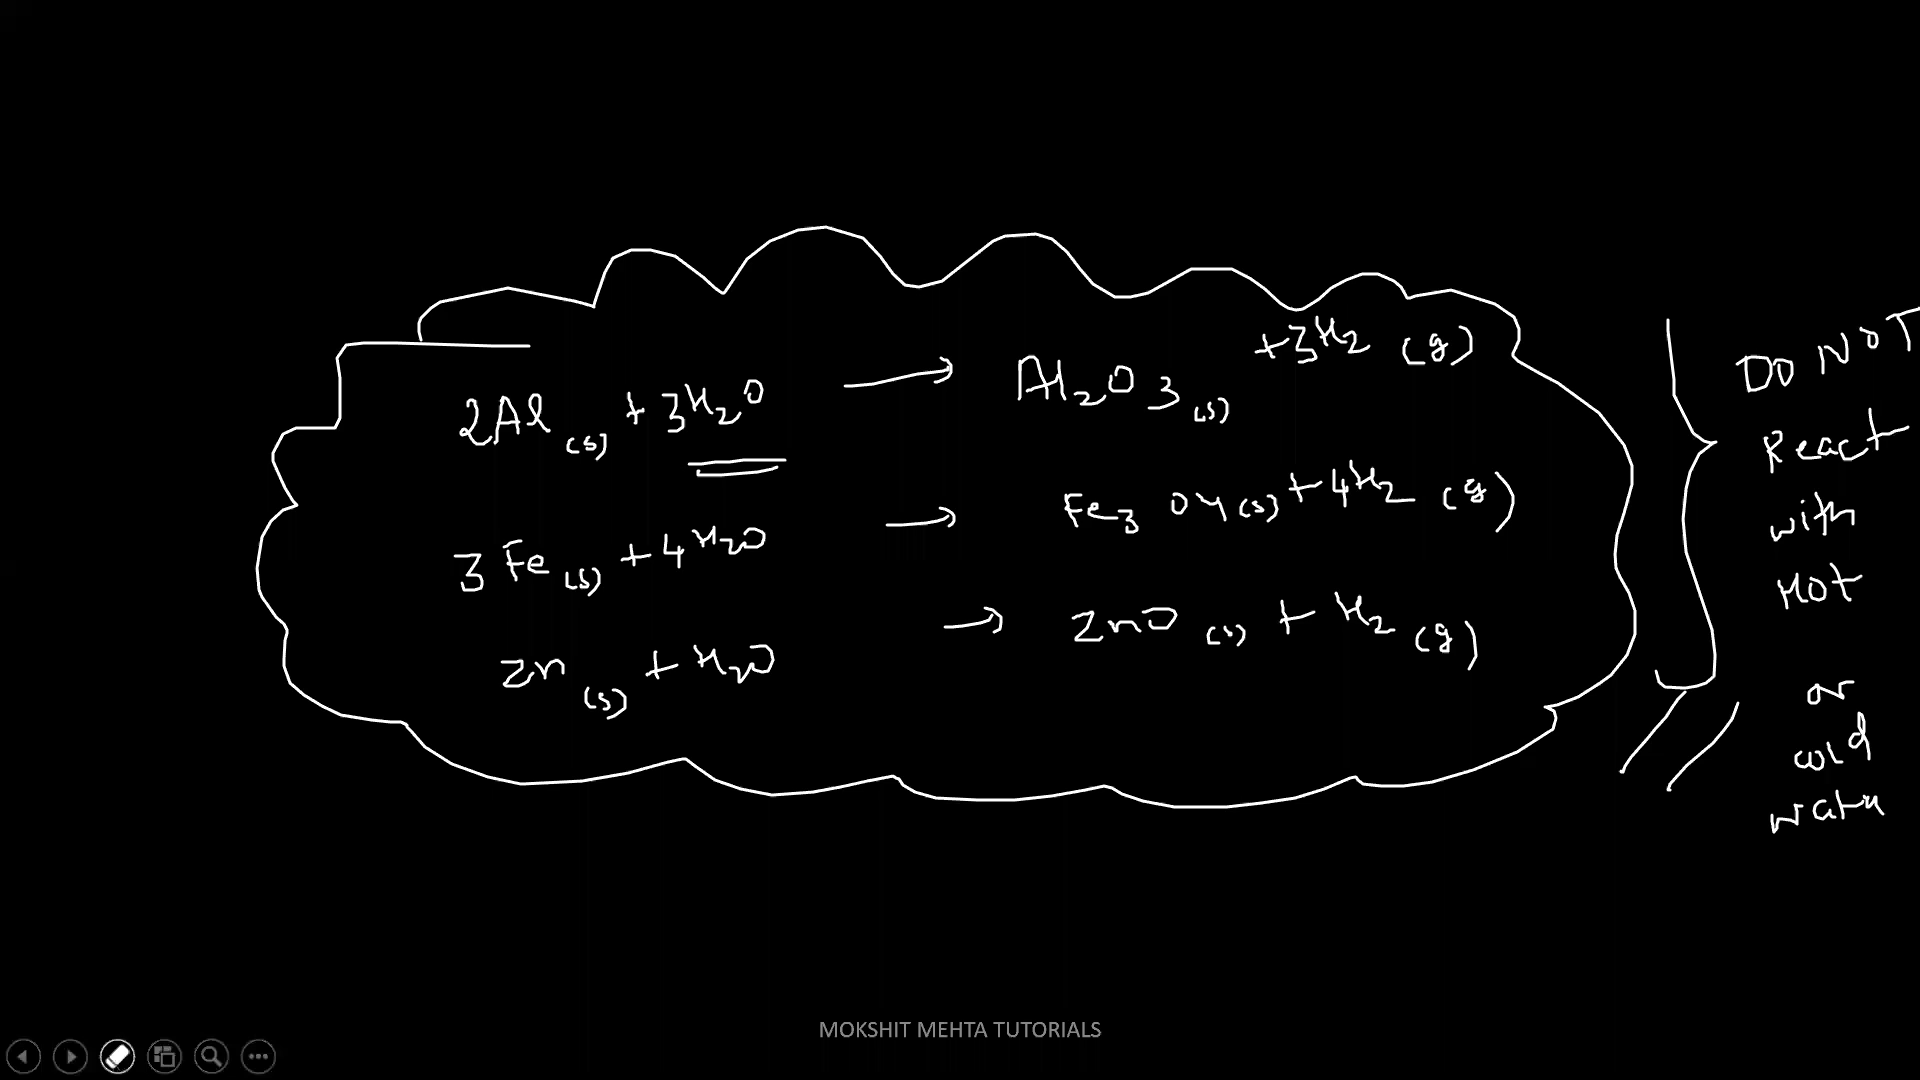 2Al (s) + 3H2O → Al2O3 (s) + 3H2 (g)
3Fe (s) + 4H2O → Fe3O4 (s) + 4H2 (g)
Zn (s) + H2O → ZnO (s) + H2 (g)
DO NOT
React
with
HOT
or
cold
water
MOKSHIT MEHTA TUTORIALS